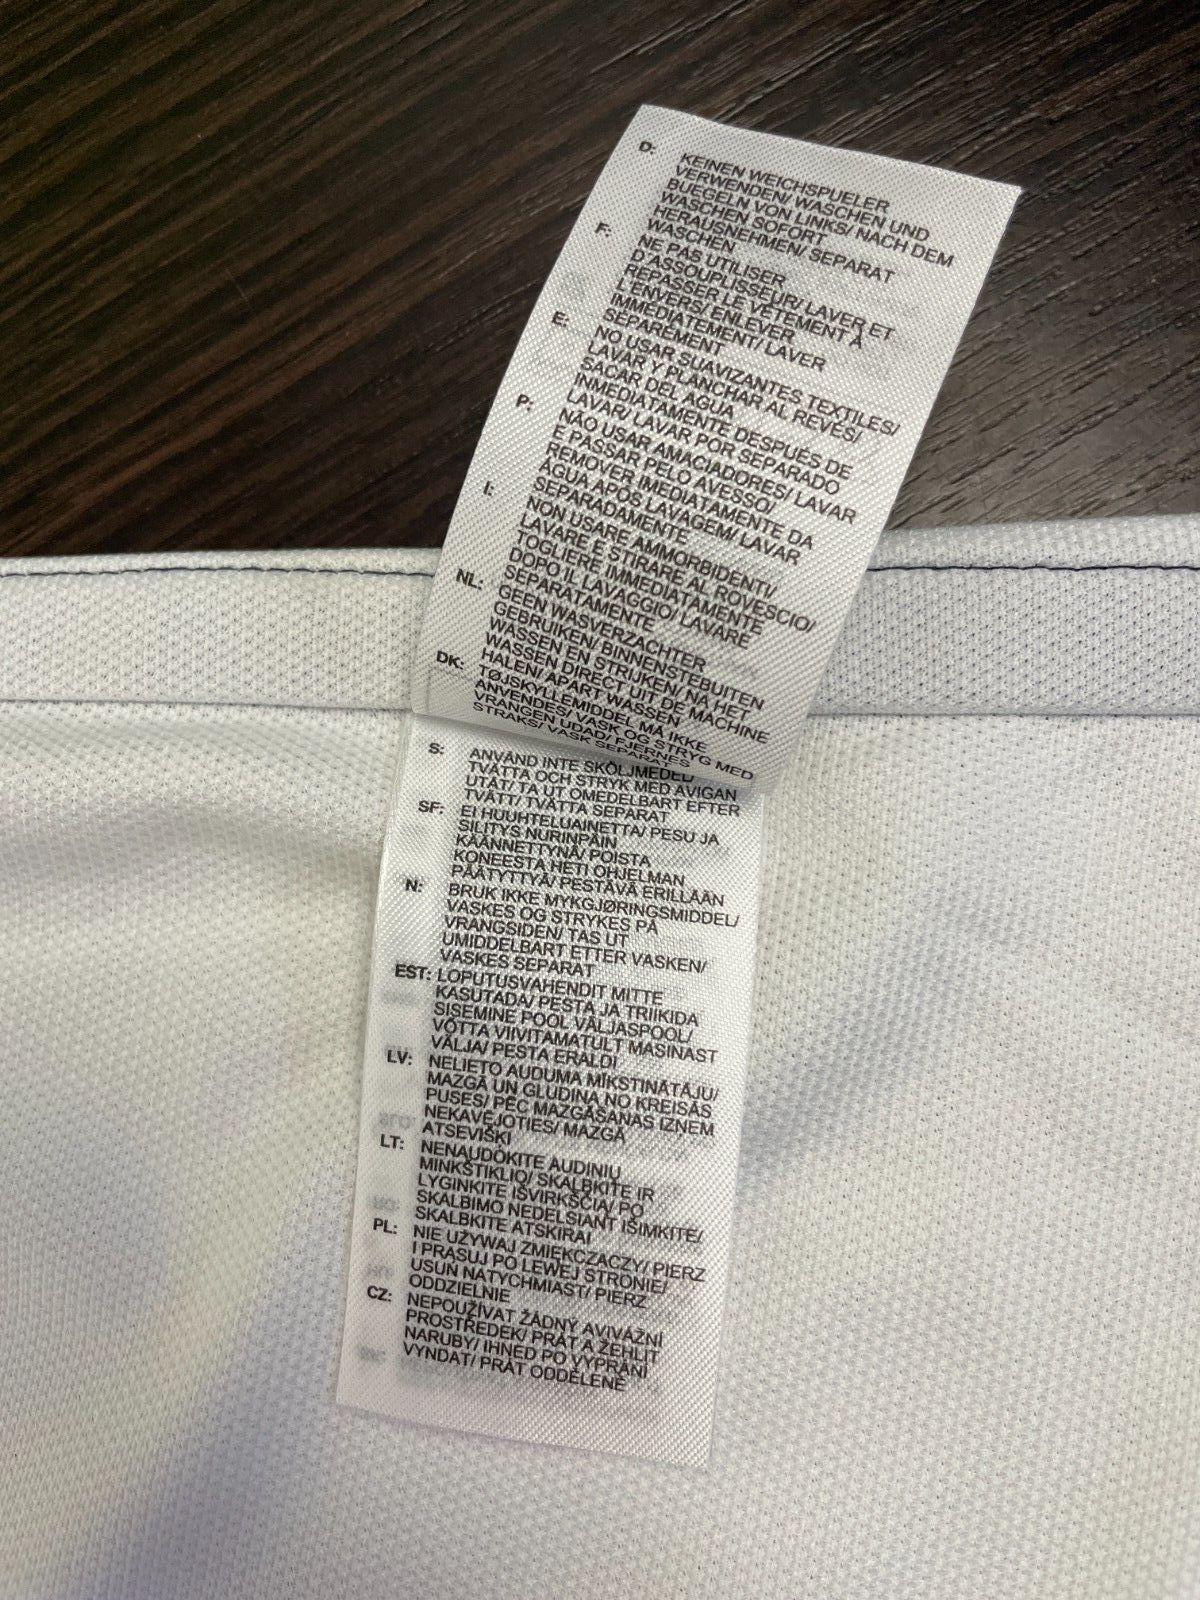 D: KEINEN WEICHSPUELER
VERWENDEN/ WASCHEN UND
BUEGELN VON LINKS/ NACH DEM
WASCHEN SOFORT
HERAUSNEHMEN/ SEPARAT
WASCHEN
F: NE PAS UTILISER
D'ASSOUPLISSEUR/ LAVER ET
REPASSER LE VÊTEMENT À
L'ENVERS/ ENLEVER
IMMÉDIATEMENT/ LAVER
SÉPARÉMENT
E: NO USAR SUAVIZANTES TEXTILES/
LAVAR Y PLANCHAR AL REVÉS/
SACAR DEL AGUA
INMEDIATAMENTE DESPUÉS DE
LAVAR/ LAVAR POR SEPARADO
P: NÃO USAR AMACIADORES/ LAVAR
E PASSAR PELO AVESSO/
REMOVER IMEDIATAMENTE DA
ÁGUA APÓS LAVAGEM/ LAVAR
SEPARADAMENTE
I: NON USARE AMMORBIDENTI/
LAVARE E STIRARE AL ROVESCIO/
TOGLIERE IMMEDIATAMENTE
DOPO IL LAVAGGIO/ LAVARE
SEPARATAMENTE
NL: GEEN WASVERZACHTER
GEBRUIKEN/ BINNENSTEBUITEN
WASSEN EN STRIJKEN/ NA HET
WASSEN DIRECT UIT DE MACHINE
HALEN/ APART WASSEN
DK: TØJSKYLLEMIDDEL MÅ IKKE
ANVENDES/ VASK OG STRYG MED
VRANGEN UDAD/ FJERNES
STRAKS/ VASK SEPARAT
S: ANVÄND INTE SKÖLJMEDEL/
TVÄTTA OCH STRYK MED AVIGAN
UTÅT/ TA UT OMEDELBART EFTER
TVÄTT/ TVÄTTA SEPARAT
SF: EI HUUHTELUAINETTA/ PESU JA
SILITYS NURINPÄIN
KÄÄNNETTYNÄ/ POISTA
KONEESTA HETI OHJELMAN
PÄÄTYTTYÄ/ PESTÄVÄ ERILLÄÄN
N: BRUK IKKE MYKGJØRINGSMIDDEL/
VASKES OG STRYKES PÅ
VRANGSIDEN/ TAS UT
UMIDDELBART ETTER VASKEN/
VASKES SEPARAT
EST: LOPUTUSVAHENDIT MITTE
KASUTADA/ PESTA JA TRIIKIDA
SISEMINE POOL VÄLJASPOOL/
VÕTTA VIIVITAMATULT MASINAST
VÄLJA/ PESTA ERALDI
LV: NELIETO AUDUMA MĪKSTINĀTĀJU/
MAZGĀ UN GLUDINA NO KREISĀS
PUSES/ PĒC MAZGĀŠANAS IZŅEM
NEKAVĒJOTIES/ MAZGĀ
ATSEVIŠĶI
LT: NENAUDOKITE AUDINIŲ
MINKŠTIKLIO/ SKALBKITE IR
LYGINKITE IŠVIRKŠČIA/ PO
SKALBIMO NEDELSIANT IŠIMKITE/
SKALBKITE ATSKIRAI
PL: NIE UŻYWAJ ZMIĘKCZACZY/ PIERZ
I PRASUJ PO LEWEJ STRONIE/
USUŃ NATYCHMIAST/ PIERZ
ODDZIELNIE
CZ: NEPOUŽÍVAT ŽÁDNÝ AVIVÁŽNÍ
PROSTŘEDEK/ PRÁT A ŽEHLIT
NARUBY/ IHNED PO VYPRÁNÍ
VYNDAT/ PRÁT ODDĚLENĚ